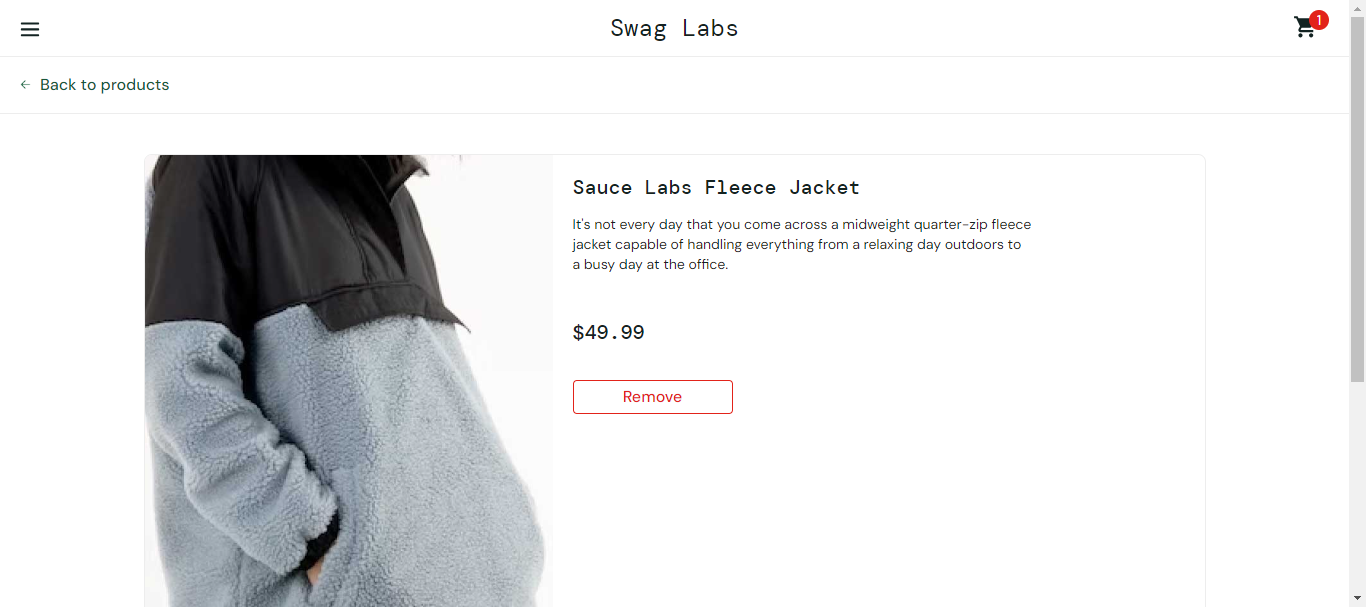 Swag Labs
1
Back to products
Sauce Labs Fleece Jacket
It's not every day that you come across a midweight quarter-zip fleece
jacket capable of handling everything from a relaxing day outdoors to
a busy day at the office.
$49.99
Remove